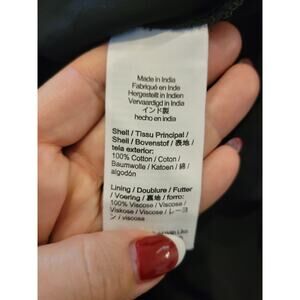 Made in India
Fabriqué en Inde
Hergestellt in Indien
Vervaardigd in India
インド製
hecho en india
Shell / Tissu Principal /
Shell / Bovenstof / 表地 /
tela exterior:
100% Cotton / Coton /
Baumwolle / Katoen / 綿 /
algodón
Lining / Doublure / Futter
/ Voering / 裏地 / forro:
100% Viscose / Viscose /
Viskose / Viscose / レーヨ
ン / viscosa
With Like